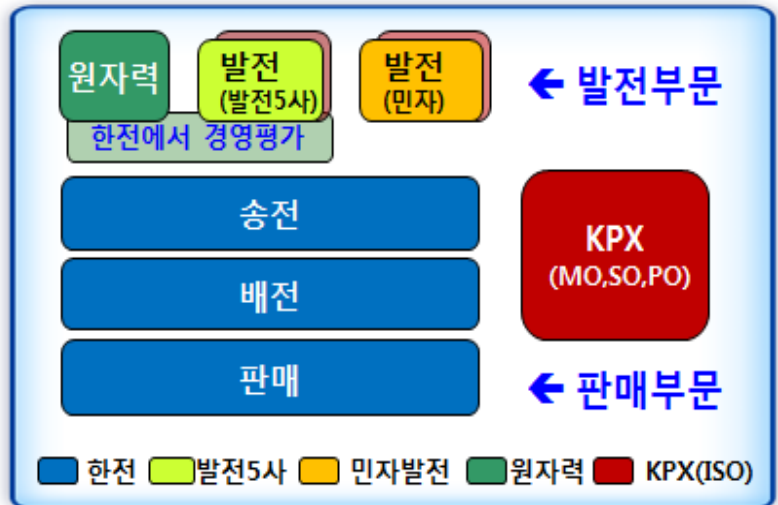 원자력
발전
(발전5사)
발전
(민자)
← 발전부문
한전에서 경영평가
송전
배전
판매
KPX
(MO,SO,PO)
← 판매부문
한전 발전5사 민자발전 원자력 KPX(ISO)